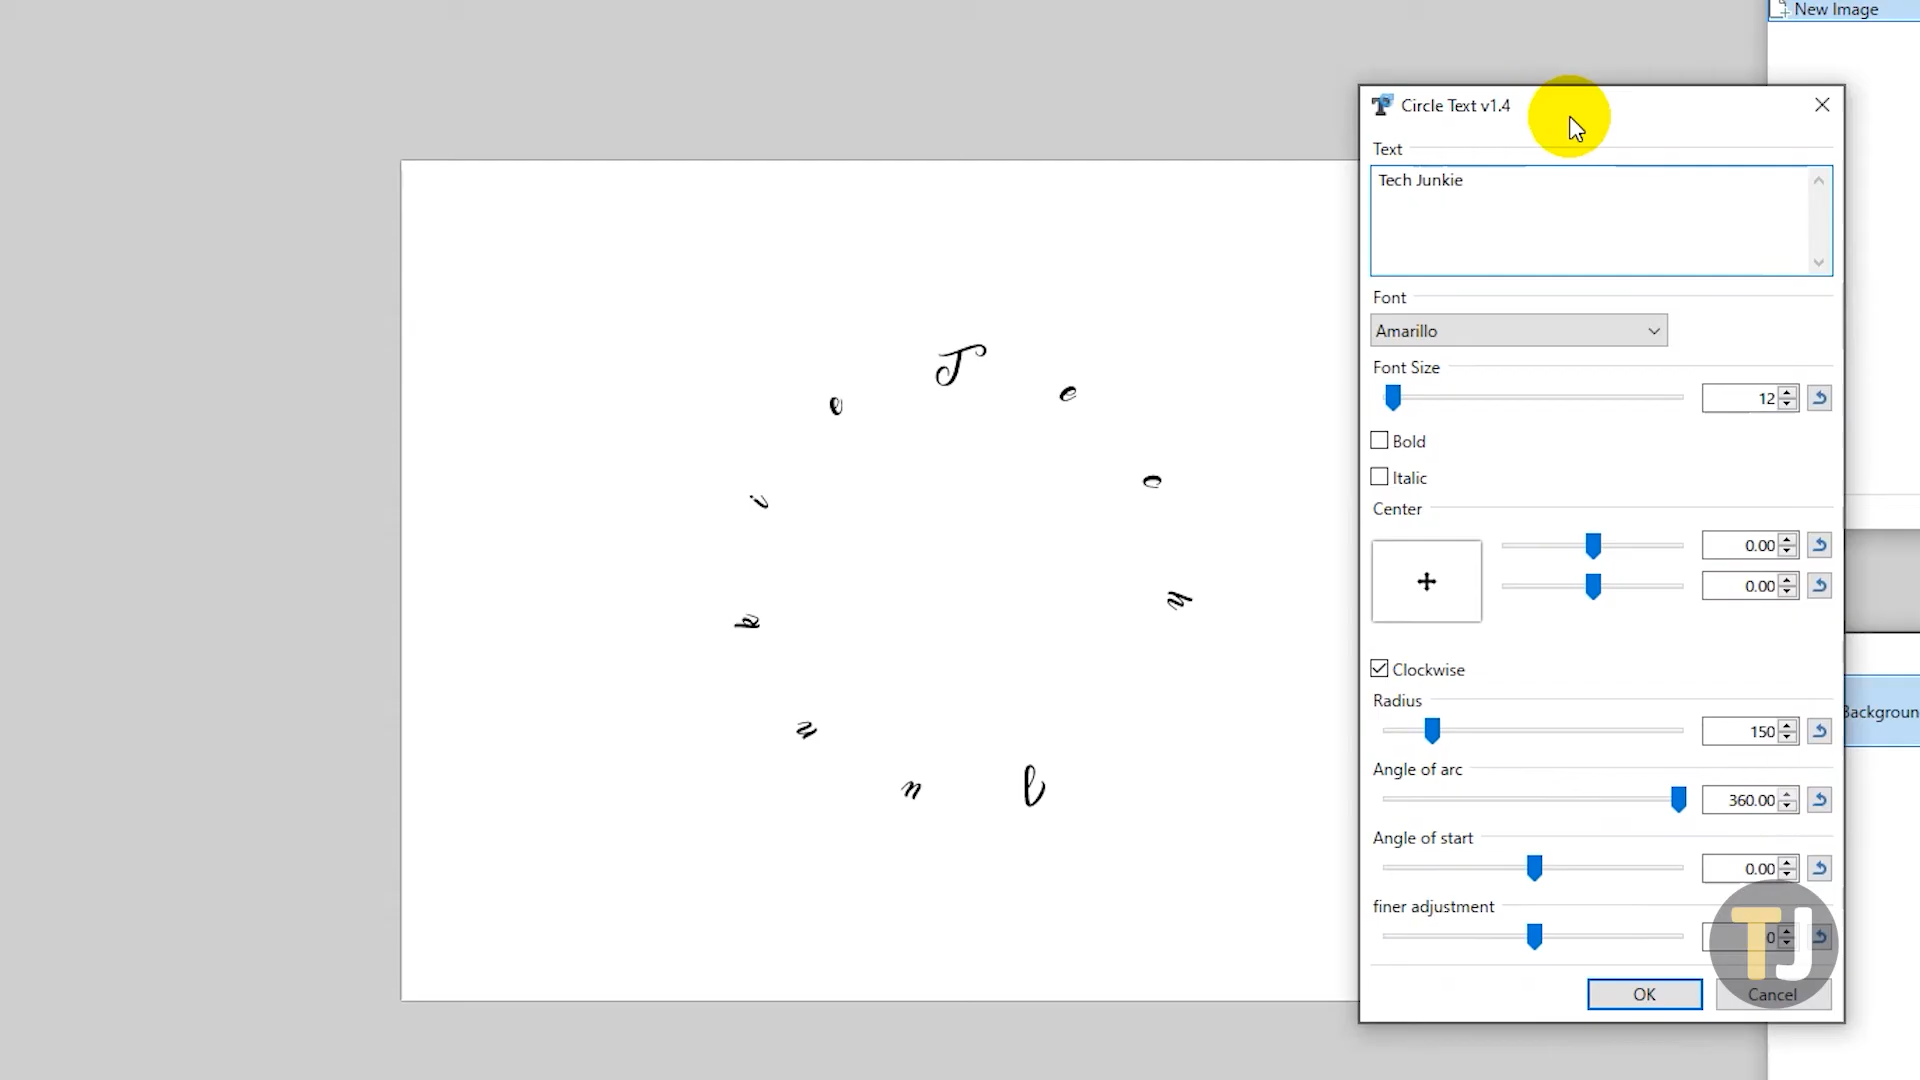 New Image
Circle Text v1.4
Text
Tech Junkie
Font
Amarillo
Font Size
12
Bold
Italic
Center
0.00
0.00
Clockwise
Radius
150
Angle of arc
360.00
Angle of start
0.00
finer adjustment
0
OK
Cancel
Backgroun
T e c h J u n k i e
TJ